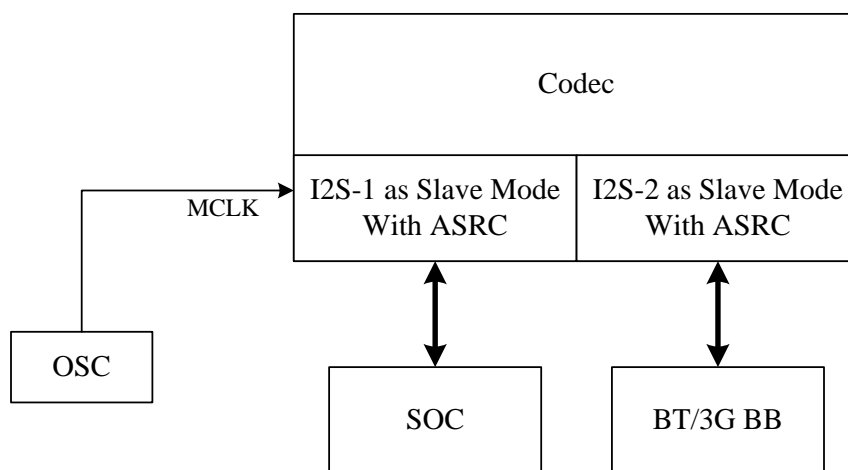 Codec
I2S-1 as Slave Mode
With ASRC
I2S-2 as Slave Mode
With ASRC
MCLK
OSC
SOC
BT/3G BB